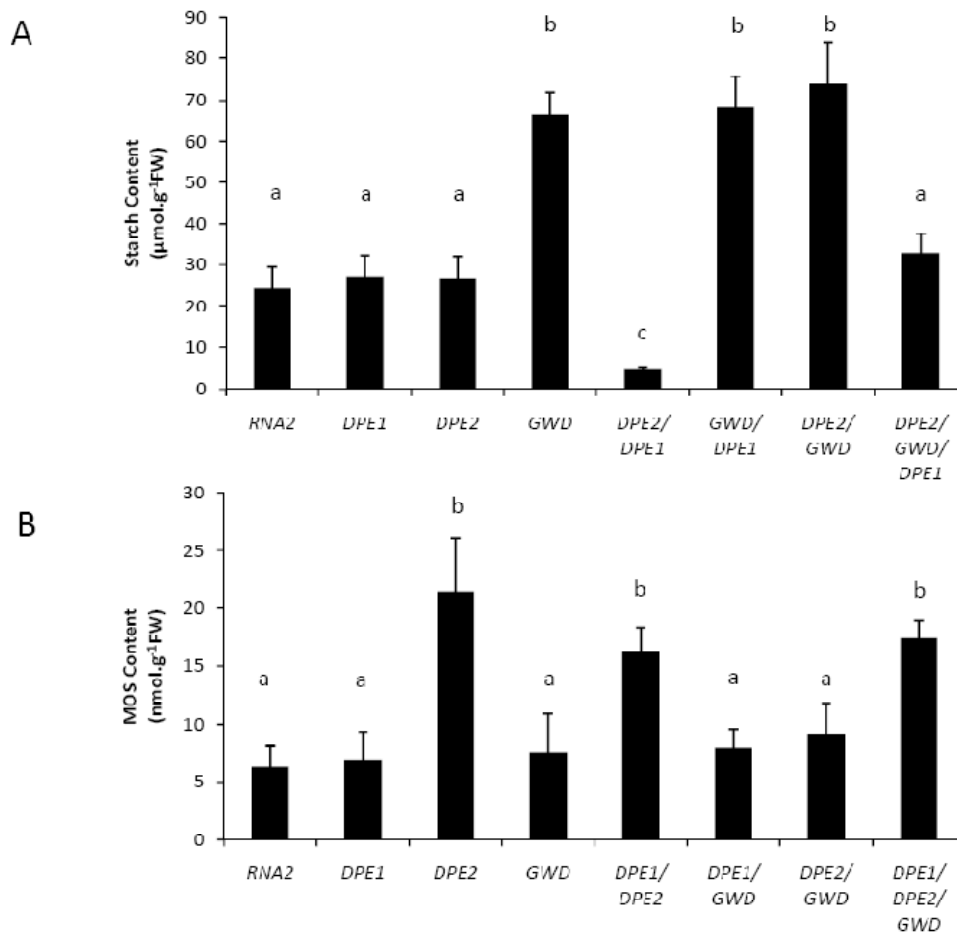 A
90
80
70
60
50
40
30
20
10
0
Starch Content
(µmol.g⁻¹FW)
a
a
a
b
c
b
b
a
RNA2
DPE1
DPE2
GWD
DPE2/
DPE1
GWD/
DPE1
DPE2/
GWD
DPE2/
GWD/
DPE1
B
30
25
20
15
10
5
0
MOS Content
(nmol.g⁻¹FW)
a
a
b
a
b
a
a
b
RNA2
DPE1
DPE2
GWD
DPE1/
DPE2
DPE1/
GWD
DPE2/
GWD
DPE1/
DPE2/
GWD